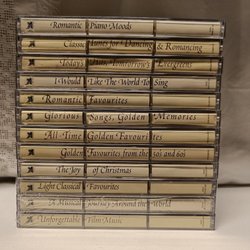 Romantic Piano Moods
Classic Tunes for Dancing & Romancing
Today's Hits, Tomorrow's Evergreens
I Would Like The World To Sing
Romantic Favourites
Glorious Songs, Golden Memories
All-Time Golden Favourites
Golden Favourites from the 50s and 60s
The Joy of Christmas
Light Classical Favourites
A Musical Journey Around the World
Unforgettable Film Music